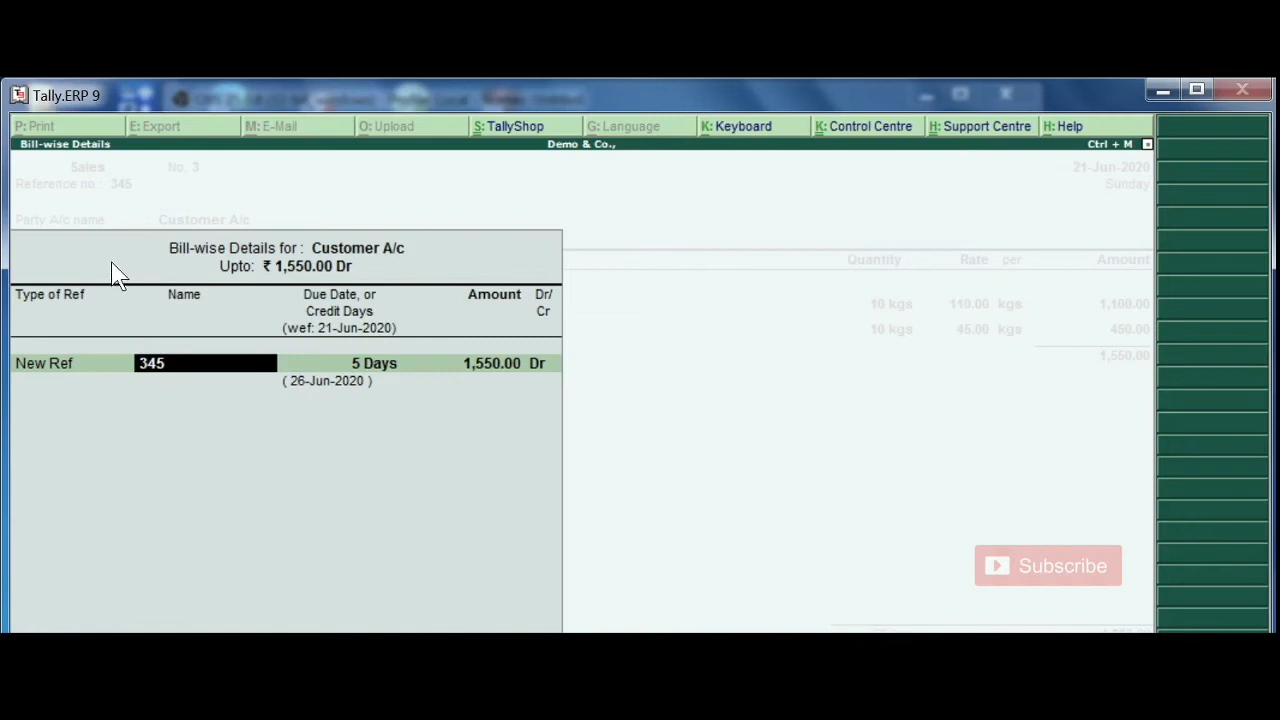 Tally.ERP 9
P: Print E: Export M: E-Mail O: Upload S: TallyShop G: Language K: Keyboard K: Control Centre H: Support Centre H: Help
Bill-wise Details Demo & Co., Ctrl + M
Sales No. 3 21-Jun-2020
Reference no.: 345 Sunday
Party A/c name : Customer A/c
Bill-wise Details for : Customer A/c
Upto: ₹ 1,550.00 Dr
Quantity Rate per Amount
Type of Ref Name Due Date, or Amount Dr/
Credit Days Cr
(wef: 21-Jun-2020)
10 kgs 110.00 kgs 1,100.00
10 kgs 45.00 kgs 450.00
1,550.00
New Ref 345 5 Days 1,550.00 Dr
( 26-Jun-2020 )
Subscribe